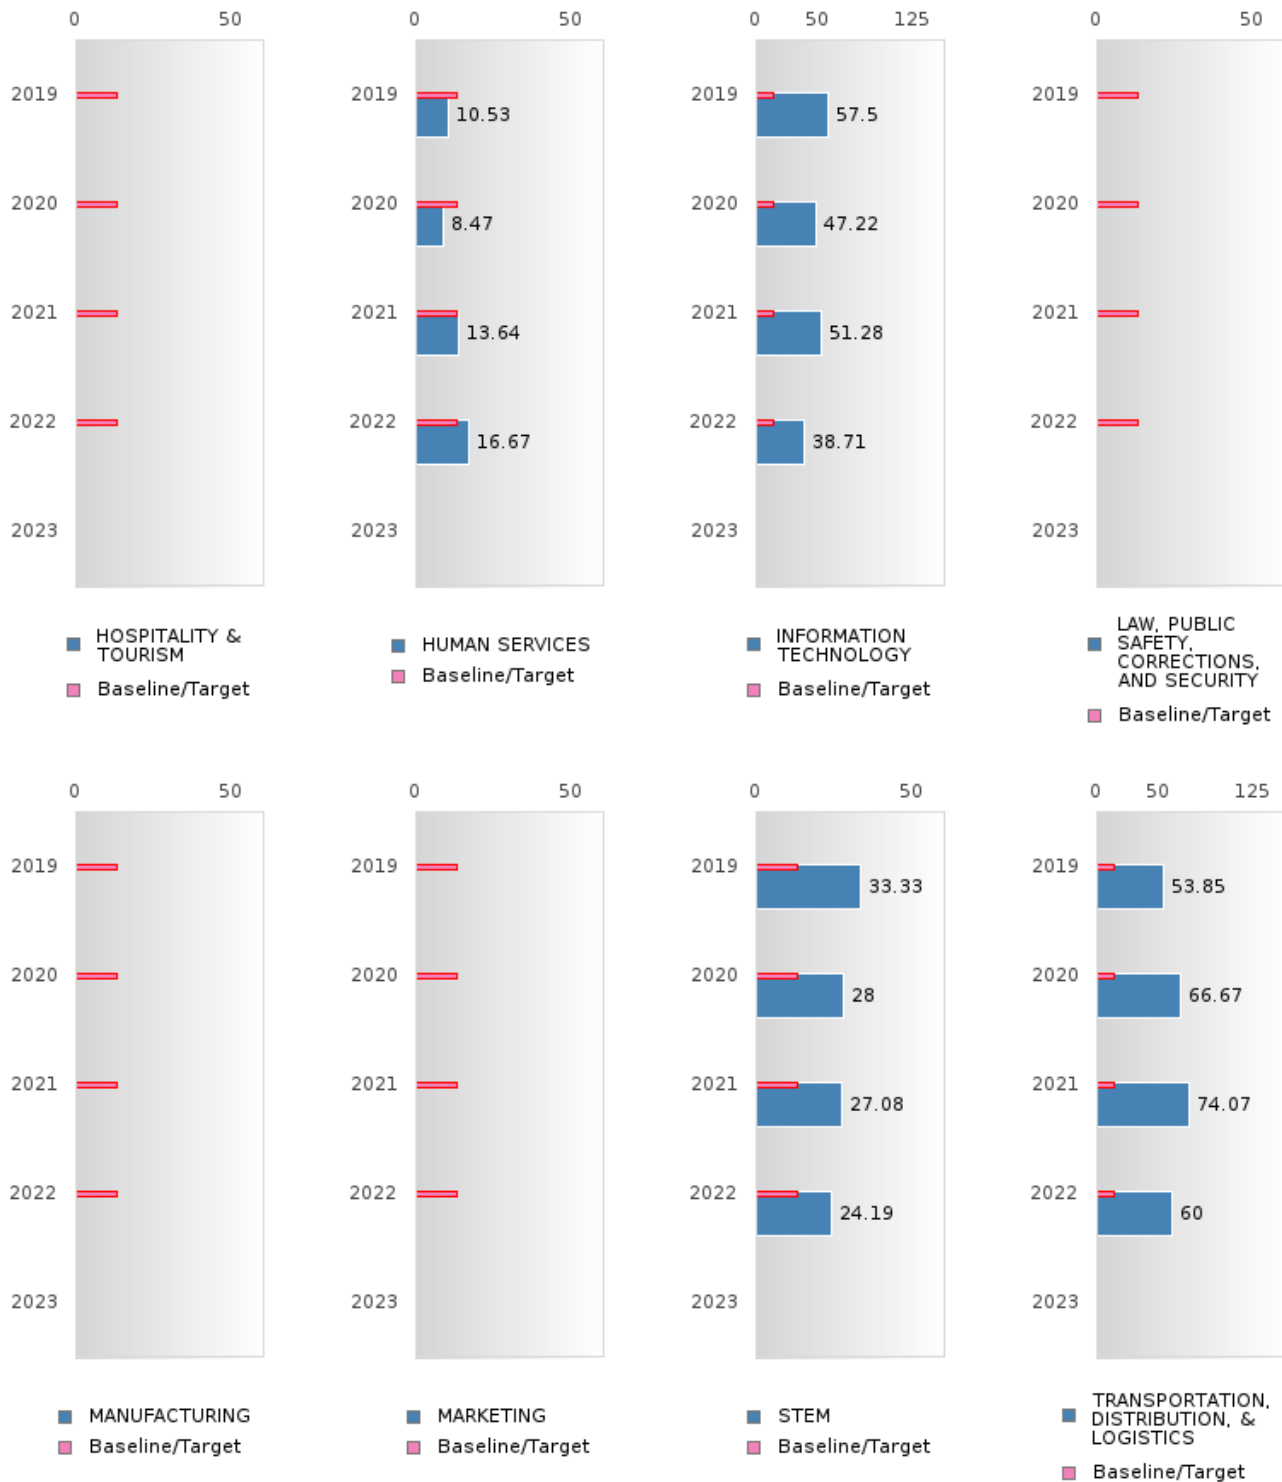 0 50
2019
2020
2021
2022
2023
HOSPITALITY &
TOURISM
Baseline/Target
0 50
2019
10.53
2020
8.47
2021
13.64
2022
16.67
2023
HUMAN SERVICES
Baseline/Target
0 50 125
2019
57.5
2020
47.22
2021
51.28
2022
38.71
2023
INFORMATION
TECHNOLOGY
Baseline/Target
0 50
2019
2020
2021
2022
2023
LAW, PUBLIC
SAFETY,
CORRECTIONS,
AND SECURITY
Baseline/Target
0 50
2019
2020
2021
2022
2023
MANUFACTURING
Baseline/Target
0 50
2019
2020
2021
2022
2023
MARKETING
Baseline/Target
0 50
2019
33.33
2020
28
2021
27.08
2022
24.19
2023
STEM
Baseline/Target
0 50 125
2019
53.85
2020
66.67
2021
74.07
2022
60
2023
TRANSPORTATION,
DISTRIBUTION, &
LOGISTICS
Baseline/Target